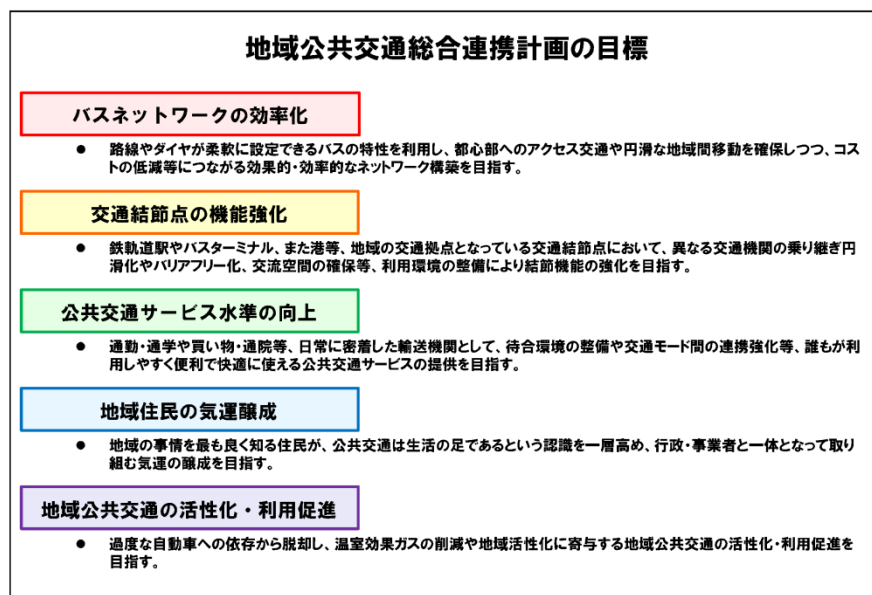 地域公共交通総合連携計画の目標
バスネットワークの効率化
● 路線やダイヤが柔軟に設定できるバスの特性を利用し、都心部へのアクセス交通や円滑な地域間移動を確保しつつ、コス
トの低減等につながる効果的・効率的なネットワーク構築を目指す。
交通結節点の機能強化
● 鉄軌道駅やバスターミナル、また港等、地域の交通拠点となっている交通結節点において、異なる交通機関の乗り継ぎ円
滑化やバリアフリー化、交流空間の確保等、利用環境の整備により結節機能の強化を目指す。
公共交通サービス水準の向上
● 通勤・通学や買い物・通院等、日常に密着した輸送機関として、待合環境の整備や交通モード間の連携強化等、誰もが利
用しやすく便利で快適に使える公共交通サービスの提供を目指す。
地域住民の気運醸成
● 地域の事情を最も良く知る住民が、公共交通は生活の足であるという認識を一層高め、行政・事業者と一体となって取り
組む気運の醸成を目指す。
地域公共交通の活性化・利用促進
● 過度な自動車への依存から脱却し、温室効果ガスの削減や地域活性化に寄与する地域公共交通の活性化・利用促進を
目指す。